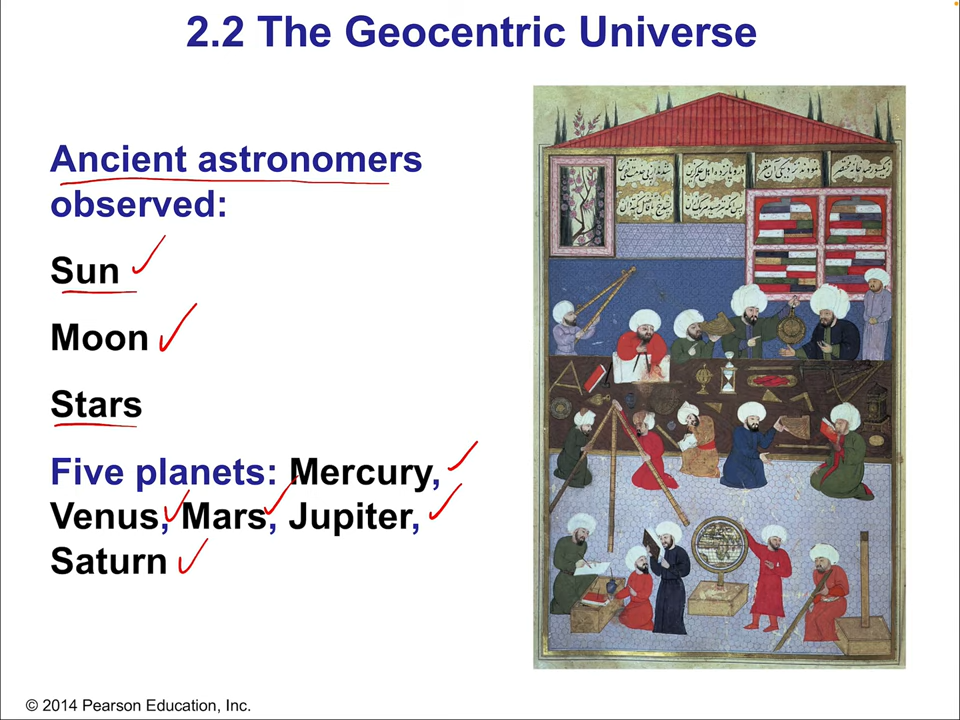 2.2 The Geocentric Universe
Ancient astronomers
observed:
Sun
Moon
Stars
Five planets: Mercury,
Venus, Mars, Jupiter,
Saturn
© 2014 Pearson Education, Inc.